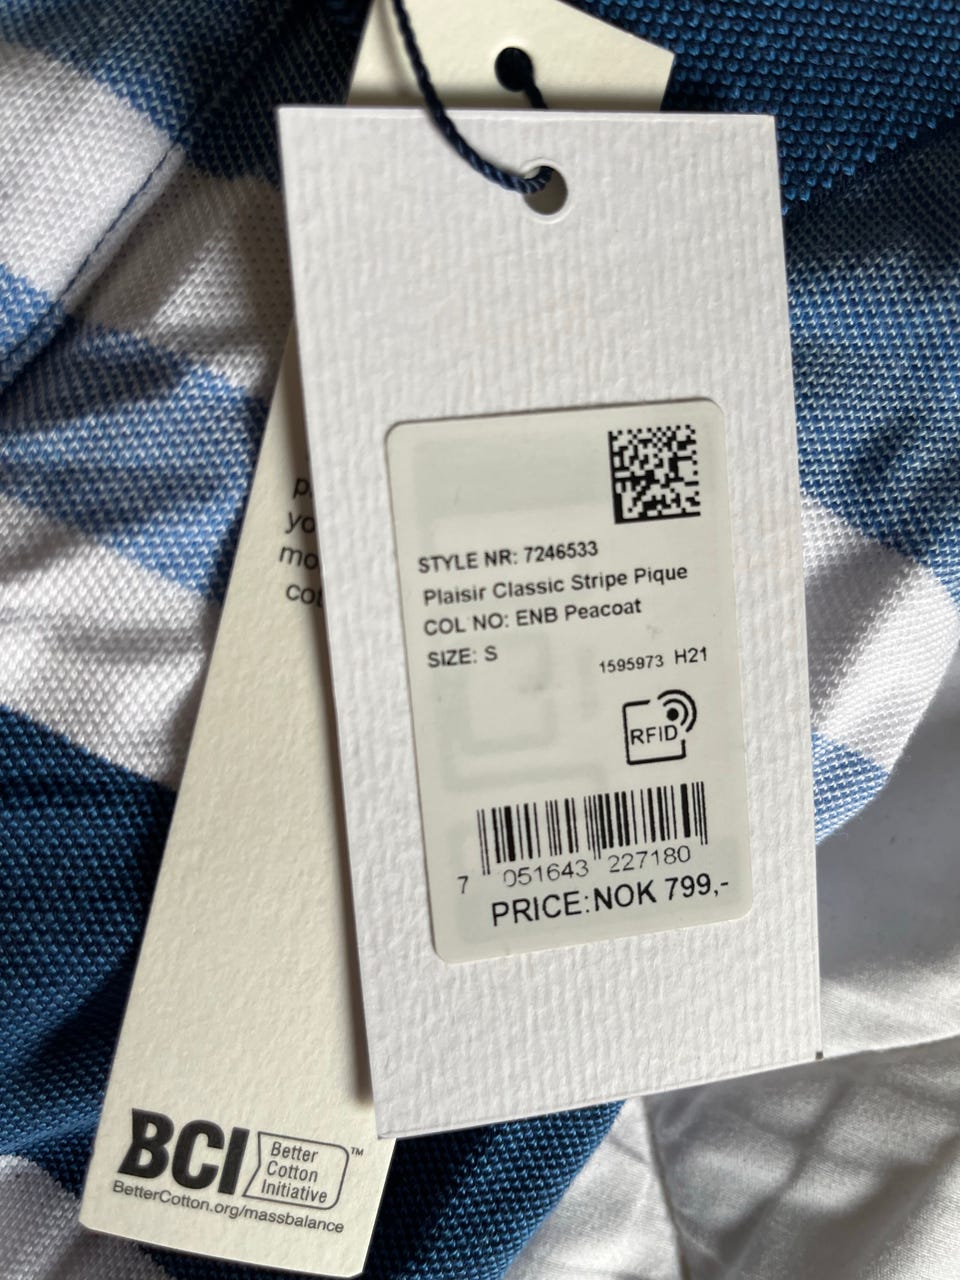 STYLE NR: 7246533
Plaisir Classic Stripe Pique
COL NO: ENB Peacoat
SIZE: S
1595973 H21
RFID
7 051643 227180
PRICE:NOK 799,-
BCI Better Cotton Initiative™
BetterCotton.org/massbalance